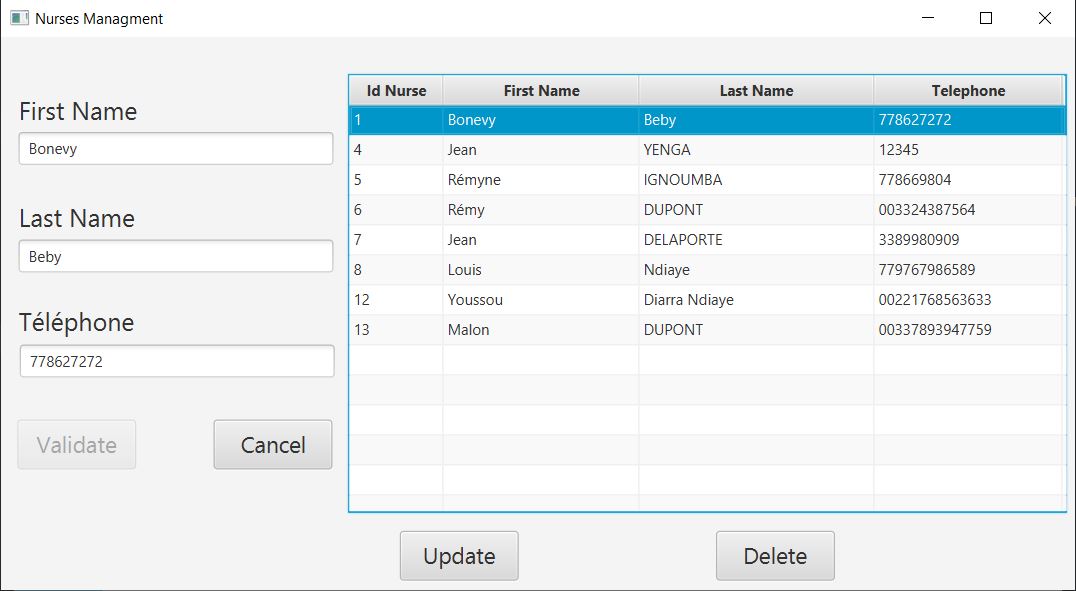 Nurses Managment
First Name
Bonevy
Last Name
Beby
Téléphone
778627272
Validate Cancel
Id Nurse First Name Last Name Telephone
1 Bonevy Beby 778627272
4 Jean YENGA 12345
5 Rémyne IGNOUMBA 778669804
6 Rémy DUPONT 003324387564
7 Jean DELAPORTE 3389980909
8 Louis Ndiaye 779767986589
12 Youssou Diarra Ndiaye 00221768563633
13 Malon DUPONT 00337893947759
Update Delete